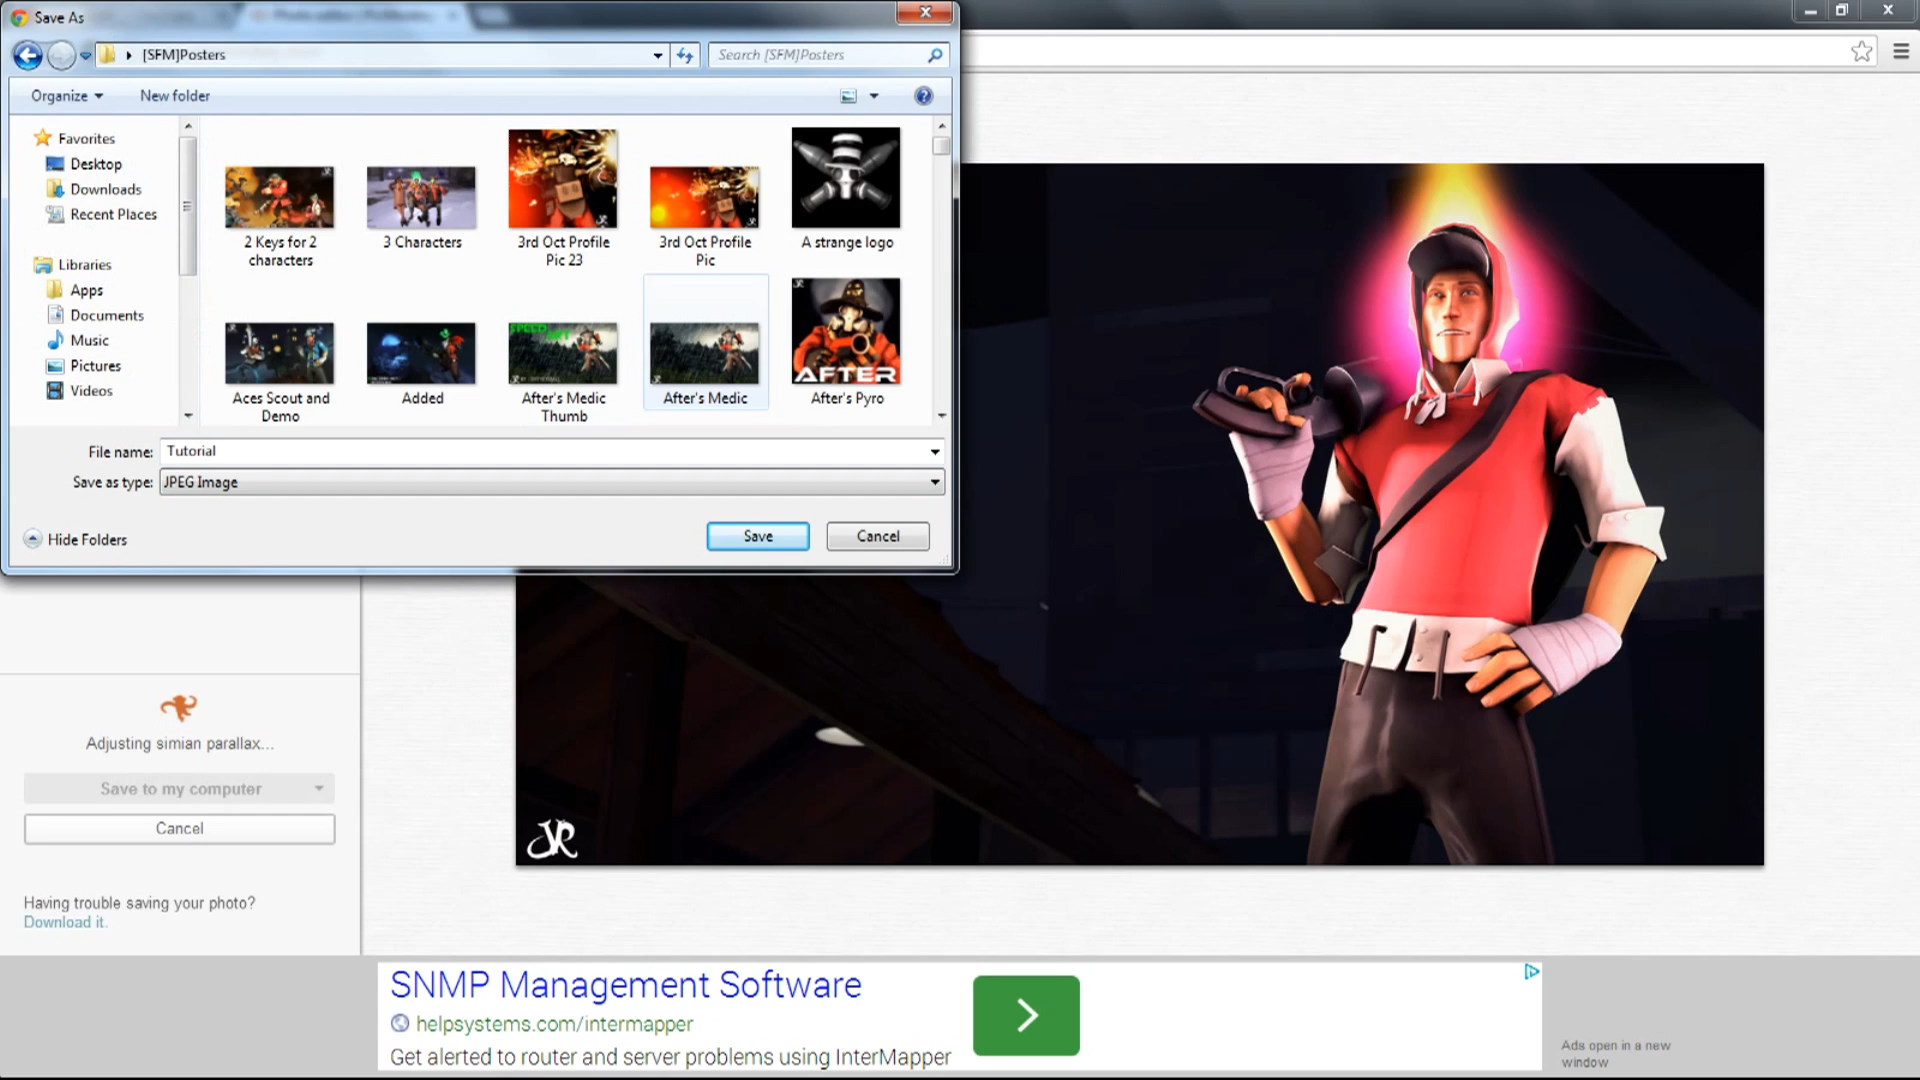 Save As
[SFM]Posters
Search [SFM]Posters
Organize
New folder
Favorites
Desktop
Downloads
Recent Places
Libraries
Apps
Documents
Music
Pictures
Videos
2 Keys for 2
characters
3 Characters
3rd Oct Profile
Pic 23
3rd Oct Profile
Pic
A strange logo
SPEED ART
AFTER
Aces Scout and
Demo
Added
After's Medic
Thumb
After's Medic
After's Pyro
File name: Tutorial
Save as type: JPEG Image
Hide Folders
Save
Cancel
Adjusting simian parallax...
Save to my computer
Cancel
Having trouble saving your photo?
Download it.
JR
SNMP Management Software
helpsystems.com/intermapper
Get alerted to router and server problems using InterMapper
Ads open in a new
window